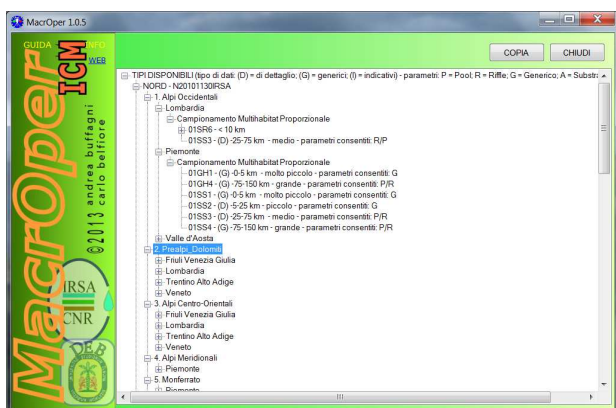 MacrOper 1.0.5
GUIDA
INFO
WEB
MacrOper
ICM
©2013 andrea buffagni
carlo belfiore
IRSA
CNR
DEB
COPIA
CHIUDI
TIPI DISPONIBILI (tipo di dati: (D) = di dettaglio; (G) = generici; (I) = indicativi) - parametri: P = Pool; R = Riffle; G = Generico; A = Substra
NORD - N20101130IRSA
1. Alpi Occidentali
Lombardia
Campionamento Multihabitat Proporzionale
01SR6 - < 10 km
01SS3 - (D) -25-75 km - medio - parametri consentiti: R/P
Piemonte
Campionamento Multihabitat Proporzionale
01GH1 - (G) -0-5 km - molto piccolo - parametri consentiti: G
01GH4 - (G) -75-150 km - grande - parametri consentiti: P/R
01SS1 - (G) -0-5 km - molto piccolo - parametri consentiti: G
01SS2 - (D) -5-25 km - piccolo - parametri consentiti: G
01SS3 - (D) -25-75 km - medio - parametri consentiti: P/R
01SS4 - (G) -75-150 km - grande - parametri consentiti: P/R
Valle d'Aosta
2. Prealpi_Dolomiti
Friuli Venezia Giulia
Lombardia
Trentino Alto Adige
Veneto
3. Alpi Centro-Orientali
Friuli Venezia Giulia
Lombardia
Trentino Alto Adige
Veneto
4. Alpi Meridionali
Piemonte
5. Monferrato
Piemonte